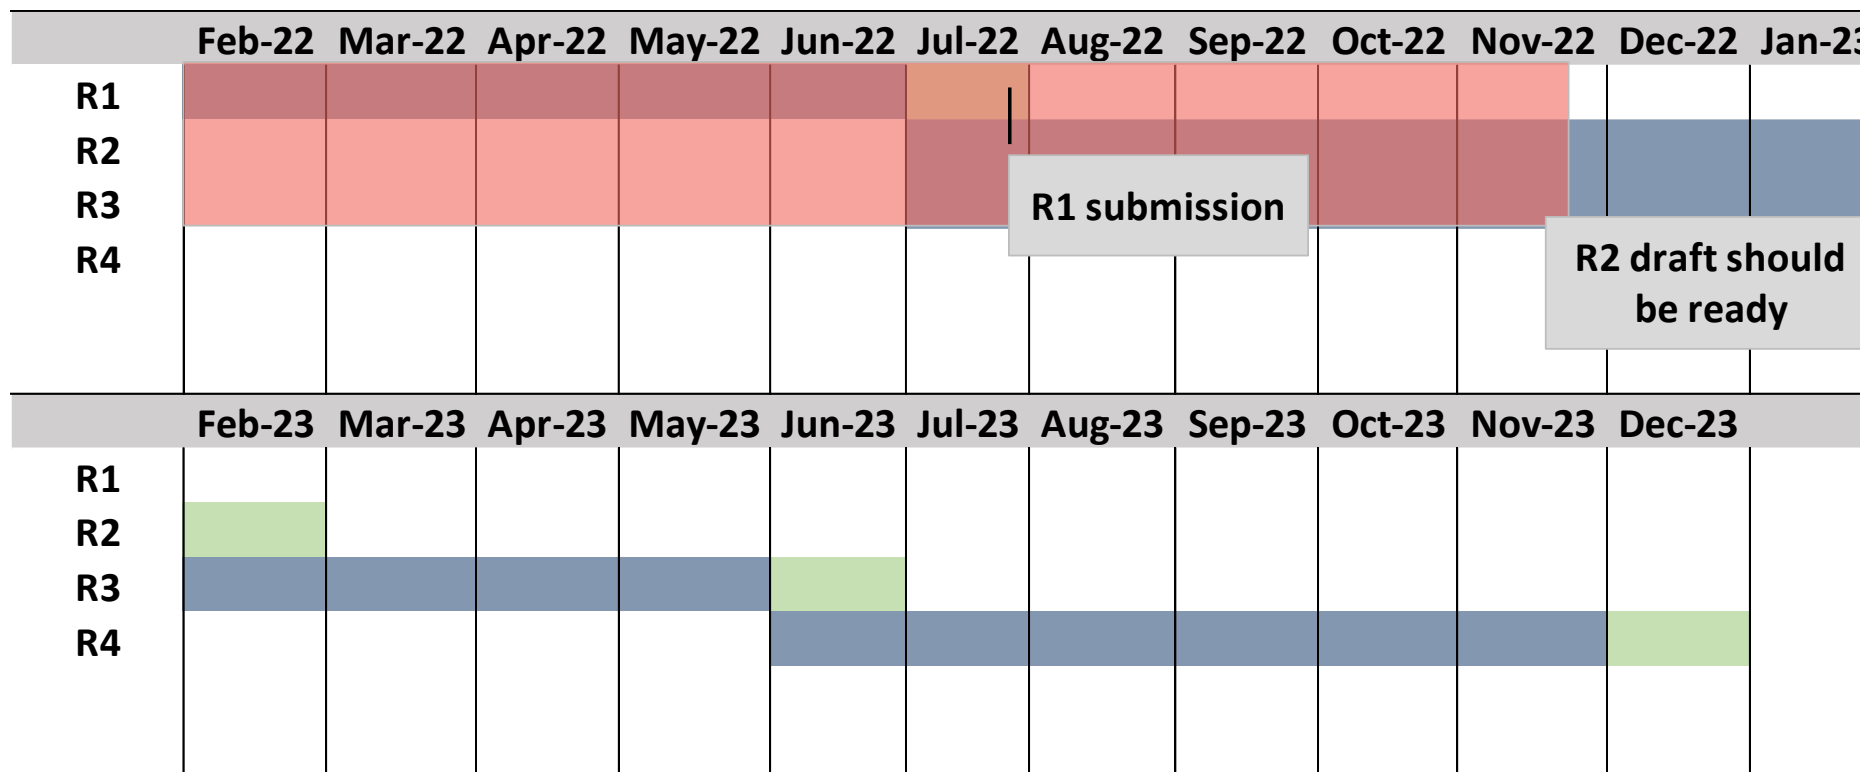 Feb-22 Mar-22 Apr-22 May-22 Jun-22 Jul-22 Aug-22 Sep-22 Oct-22 Nov-22 Dec-22 Jan-23
R1
R2
R3
R1 submission
R4
R2 draft should
be ready
Feb-23 Mar-23 Apr-23 May-23 Jun-23 Jul-23 Aug-23 Sep-23 Oct-23 Nov-23 Dec-23
R1
R2
R3
R4